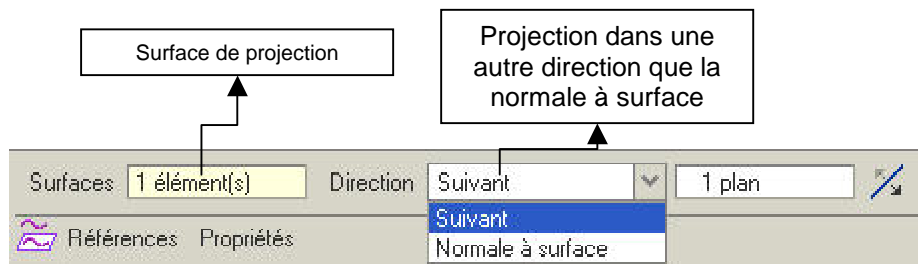 Surface de projection
Projection dans une
autre direction que la
normale à surface
Surfaces 1 élément(s) Direction Suivant 1 plan
Suivant
Références Propriétés
Normale à surface